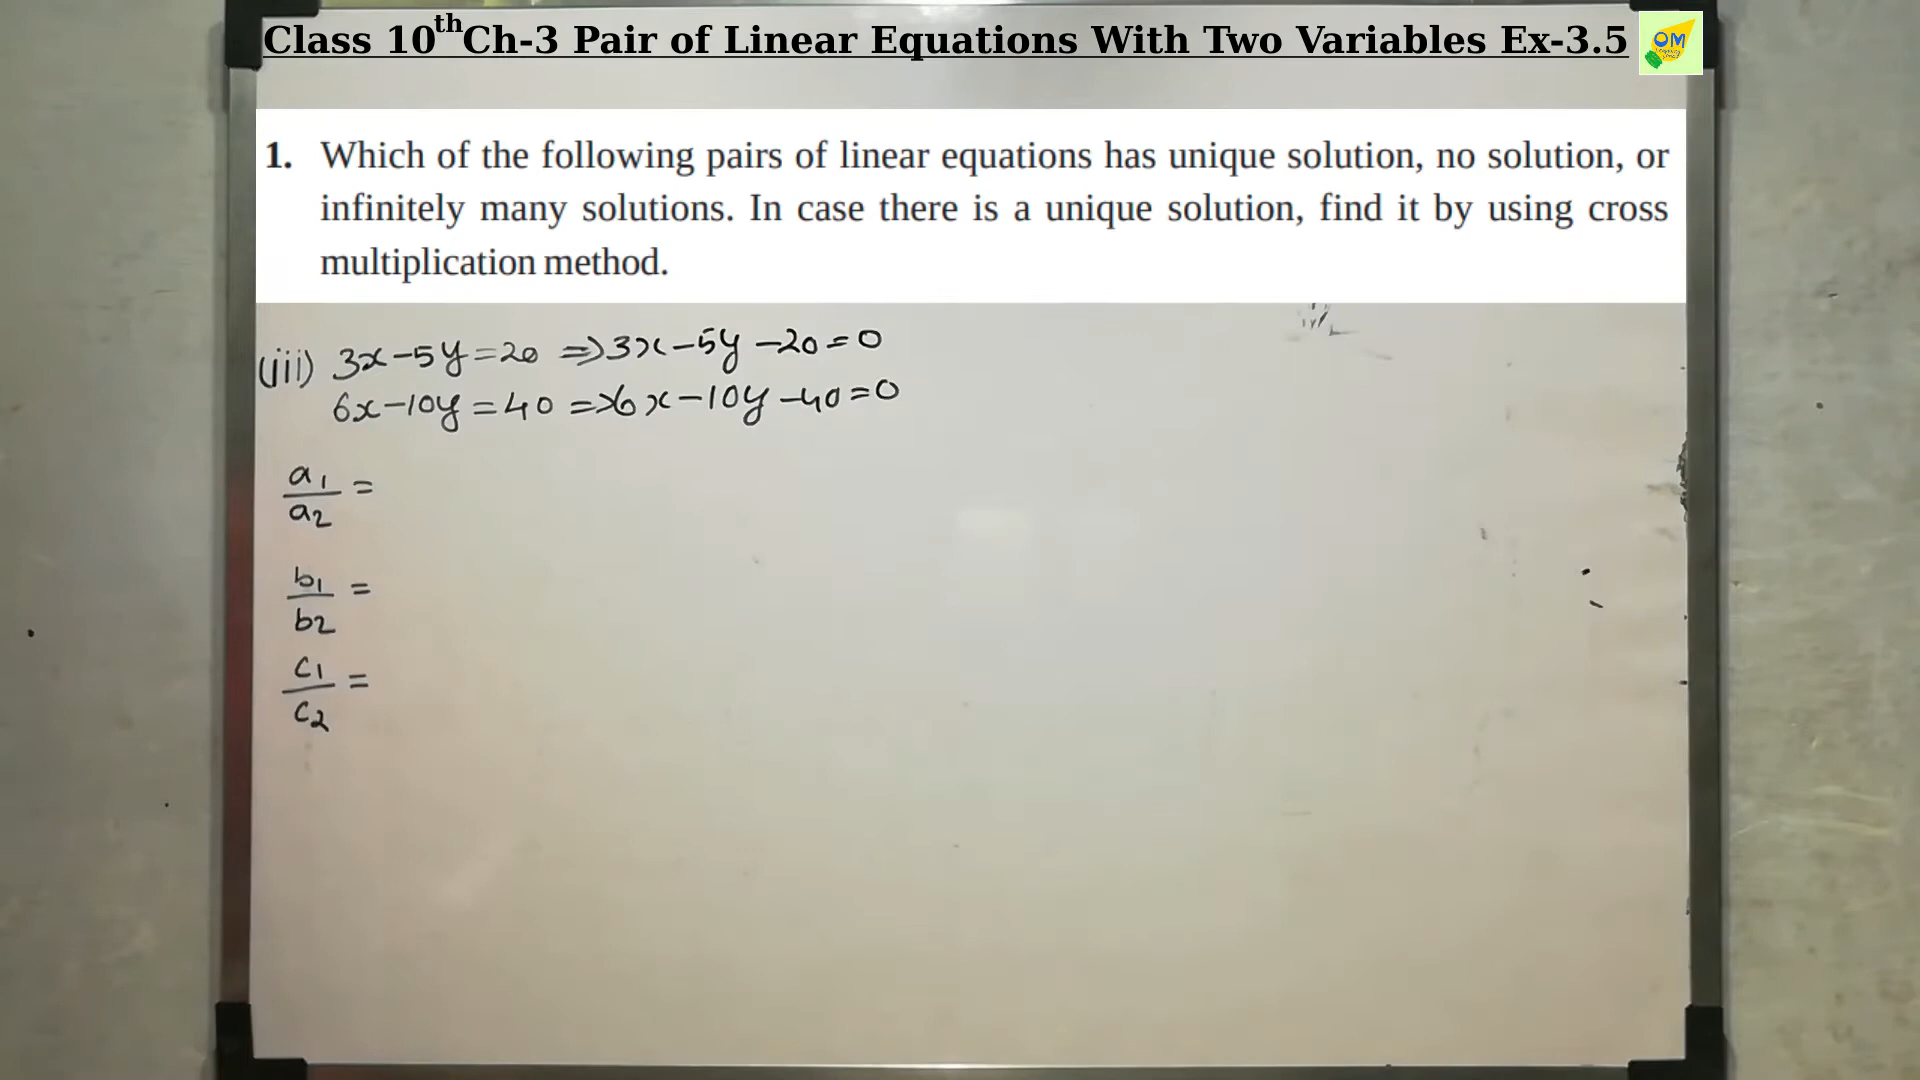 Class 10th Ch-3 Pair of Linear Equations With Two Variables Ex-3.5
OM
1. Which of the following pairs of linear equations has unique solution, no solution, or
infinitely many solutions. In case there is a unique solution, find it by using cross
multiplication method.
(iii) 3x-5y=20 ⇒3x-5y-20=0
6x-10y=40 ⇒6x-10y-40=0
a1/a2 =
b1/b2 =
c1/c2 =